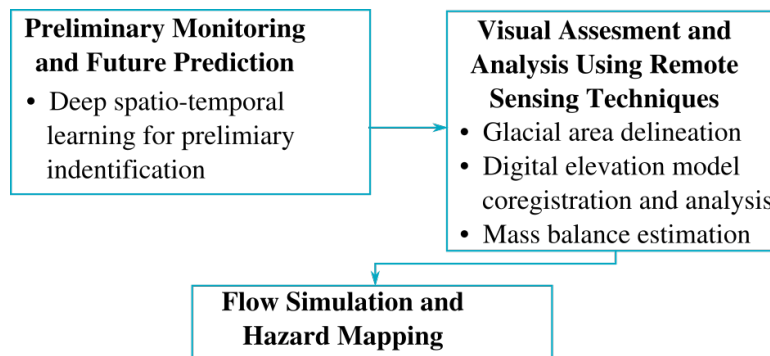 Preliminary Monitoring
and Future Prediction
• Deep spatio-temporal
learning for prelimiary
indentification
Visual Assesment and
Analysis Using Remote
Sensing Techniques
• Glacial area delineation
• Digital elevation model
coregistration and analysis
• Mass balance estimation
Flow Simulation and
Hazard Mapping